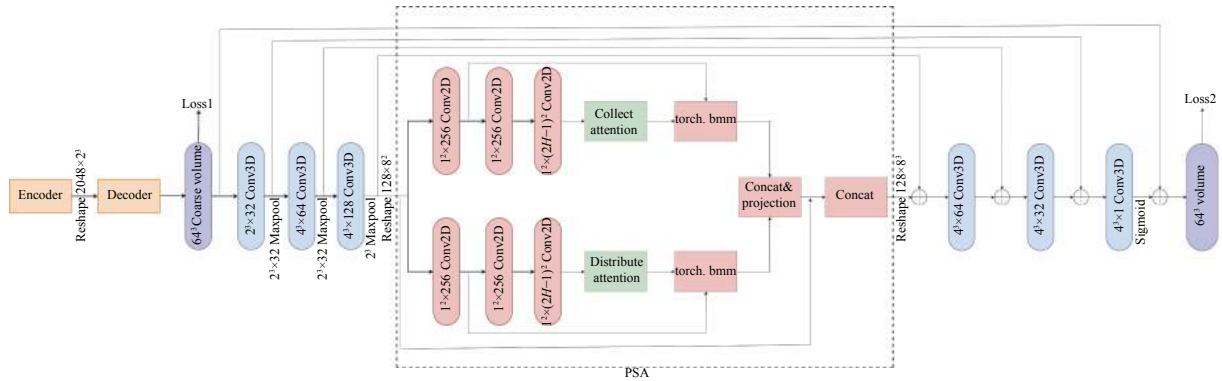 Encoder
Reshape 2048× 2³
Decoder
Loss1
64³Coarse volume
2³×32 Conv3D
2³×32 Maxpool
4³×64 Conv3D
2³×32 Maxpool
4³×128 Conv3D
2³ Maxpool
Reshape 128×8²
1²×256 Conv2D
1²×256 Conv2D
1²×(2H−1)² Conv2D
Collect
attention
torch. bmm
1²×256 Conv2D
1²×256 Conv2D
1²×(2H−1)² Conv2D
Distribute
attention
torch. bmm
Concat&
projection
Concat
PSA
Reshape 128×8³
4³×64 Conv3D
4³×32 Conv3D
4³×1 Conv3D
Sigmoid
Loss2
64³ volume